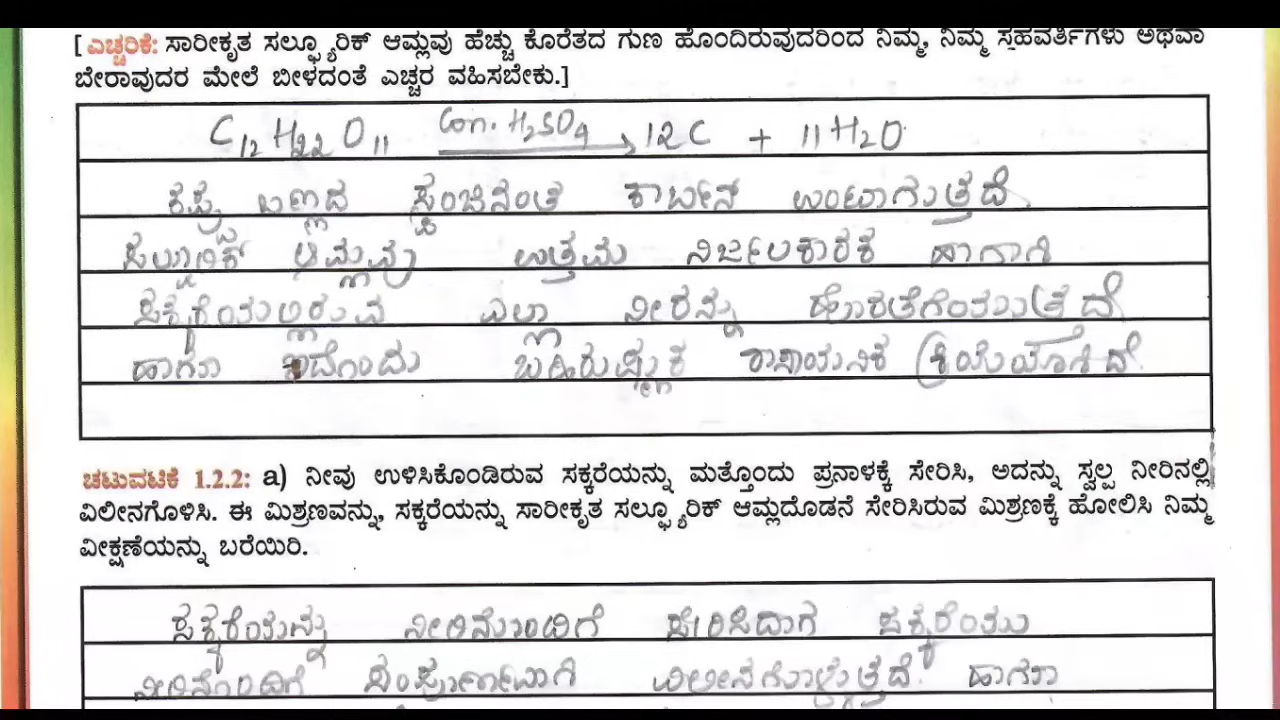 [ ಎಚ್ಚರಿಕೆ: ಸಾರೀಕೃತ ಸಲ್ಫ್ಯೂರಿಕ್ ಆಮ್ಲವು ಹೆಚ್ಚು ಕೊರೆತದ ಗುಣ ಹೊಂದಿರುವುದರಿಂದ ನಿಮ್ಮ, ನಿಮ್ಮ ಸಹವರ್ತಿಗಳು ಅಥವಾ
ಬೇರಾವುದರ ಮೇಲೆ ಬೀಳದಂತೆ ಎಚ್ಚರ ವಹಿಸಬೇಕು.]
C₁₂ H₂₂ O₁₁ Con. H₂SO₄ → 12C + 11H₂O
ಕಪ್ಪು ಬಣ್ಣದ ಸ್ಪಂಜಿನಂತ ಕಾರ್ಬನ್ ಉಂಟಾಗುತ್ತದೆ.
ಸಲ್ಫೂರಿಕ್ ಆಮ್ಲವು ಉತ್ತಮ ನಿರ್ಜಲಕಾರಕ ಹಾಗಾಗಿ
ಸಕ್ಕರೆಯಲ್ಲಿರುವ ಎಲ್ಲಾ ನೀರನ್ನು ಹೊರತೆಗೆಯುತ್ತದೆ
ಹಾಗೂ ಇದೊಂದು ಬಹಿರುಷ್ಣಕ ರಾಸಾಯನಿಕ ಕ್ರಿಯೆಯಾಗಿದೆ.
ಚಟುವಟಿಕೆ 1.2.2: a) ನೀವು ಉಳಿಸಿಕೊಂಡಿರುವ ಸಕ್ಕರೆಯನ್ನು ಮತ್ತೊಂದು ಪ್ರನಾಳಕ್ಕೆ ಸೇರಿಸಿ, ಅದನ್ನು ಸ್ವಲ್ಪ ನೀರಿನಲ್ಲಿ
ವಿಲೀನಗೊಳಿಸಿ. ಈ ಮಿಶ್ರಣವನ್ನು, ಸಕ್ಕರೆಯನ್ನು ಸಾರೀಕೃತ ಸಲ್ಫ್ಯೂರಿಕ್ ಆಮ್ಲದೊಡನೆ ಸೇರಿಸಿರುವ ಮಿಶ್ರಣಕ್ಕೆ ಹೋಲಿಸಿ ನಿಮ್ಮ
ವೀಕ್ಷಣೆಯನ್ನು ಬರೆಯಿರಿ.
ಸಕ್ಕರೆಯನ್ನು ನೀರಿನೊಂದಿಗೆ ಸೇರಿಸಿದಾಗ ಸಕ್ಕರೆಯು
ನೀರಿನೊಂದಿಗೆ ಸಂಪೂರ್ಣವಾಗಿ ವಿಲೀನಗೊಳ್ಳುತ್ತದೆ ಹಾಗೂ